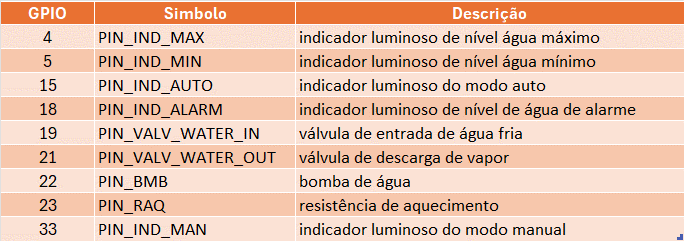 GPIO Simbolo Descrição
4 PIN_IND_MAX indicador luminoso de nível água máximo
5 PIN_IND_MIN indicador luminoso de nível água mínimo
15 PIN_IND_AUTO indicador luminoso do modo auto
18 PIN_IND_ALARM indicador luminoso de nível de água de alarme
19 PIN_VALV_WATER_IN válvula de entrada de água fria
21 PIN_VALV_WATER_OUT válvula de descarga de vapor
22 PIN_BMB bomba de água
23 PIN_RAQ resistência de aquecimento
33 PIN_IND_MAN indicador luminoso do modo manual